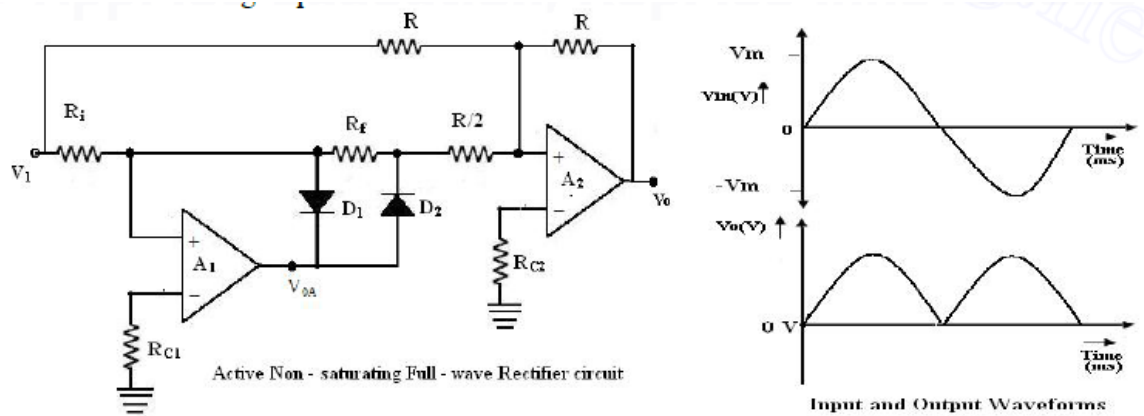 R
R
Ri
Rf
R/2
V1
+
A2
−
V0
D1
D2
+
A1
−
V0A
RC2
RC1
Active Non - saturating Full - wave Rectifier circuit
Vm
Vin(V)
0
Time
(ms)
-Vm
Vo(V)
0 V
Time
(ms)
Input and Output Waveforms